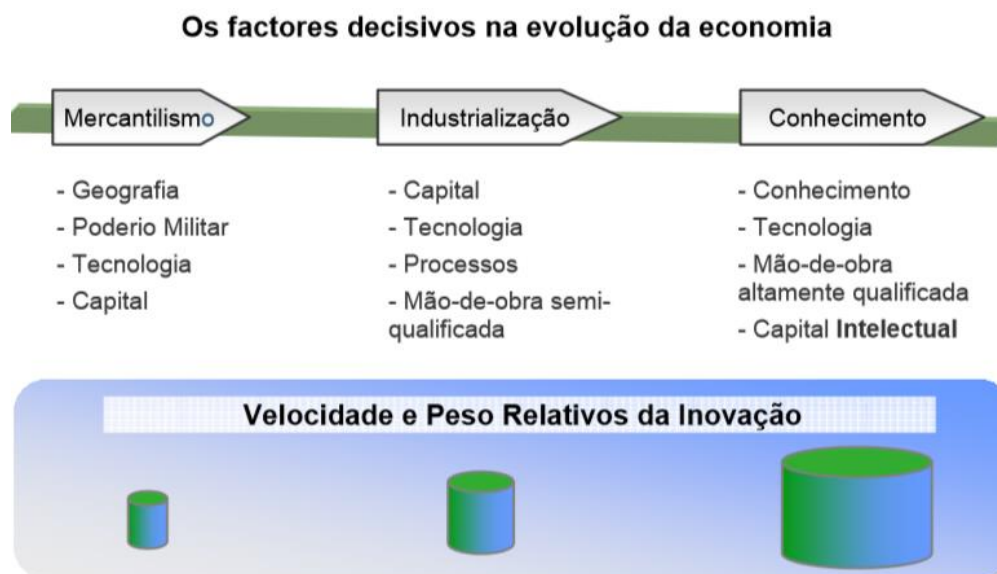 Os factores decisivos na evolução da economia
Mercantilismo
Industrialização
Conhecimento
- Geografia
- Poderio Militar
- Tecnologia
- Capital
- Capital
- Tecnologia
- Processos
- Mão-de-obra semi-
qualificada
- Conhecimento
- Tecnologia
- Mão-de-obra
altamente qualificada
- Capital Intelectual
Velocidade e Peso Relativos da Inovação